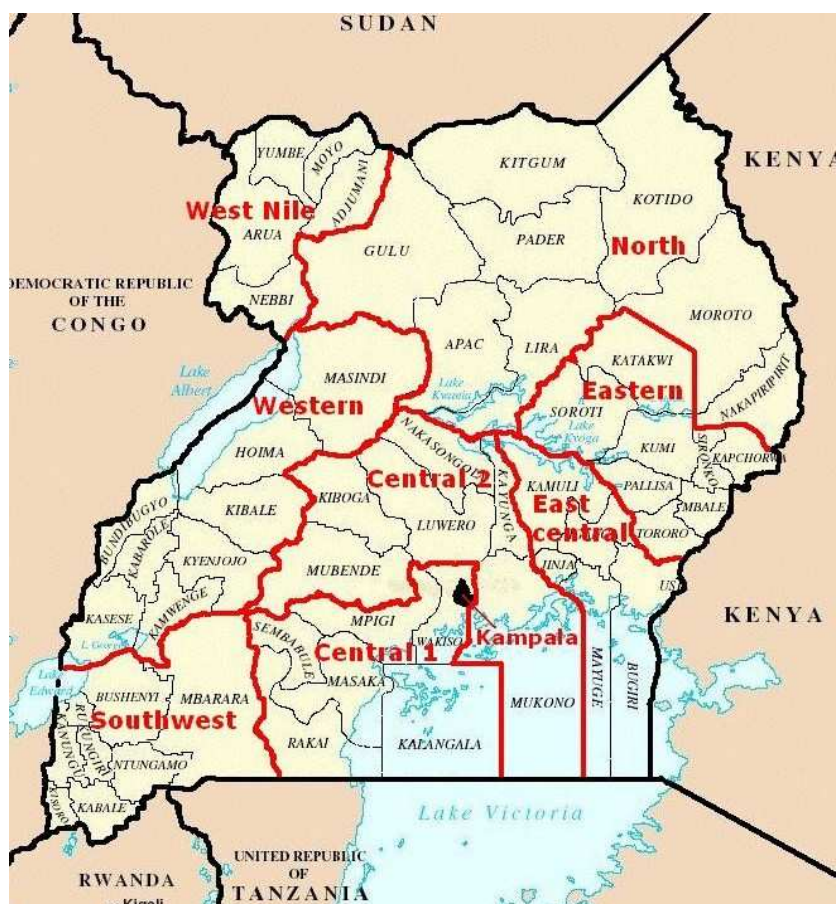 SUDAN
YUMBE
MOYO
ADJUMANI
KITGUM
KENYA
West Nile
ARUA
KOTIDO
GULU
PADER
North
DEMOCRATIC REPUBLIC
OF THE
CONGO
NEBBI
MOROTO
APAC
LIRA
KATAKWI
Lake
Albert
MASINDI
Lake
Kwania
Eastern
NAKAPIRIPIRIT
Western
SOROTI
Lake
Kyoga
NAKASONGOLA
KUMI
SIRONKO
KAPCHORWA
HOIMA
Central 2
KAYUNGA
KAMULI
PALLISA
MBALE
KIBOGA
BUNDIBUGYO
KABAROLE
KIBALE
LUWERO
East
central
TORORO
KYENJOJO
MUBENDE
JINJA
KASESE
KAMWENGE
MPIGI
KENYA
SEMBABULE
WAKISO
Kampala
Central 1
L. George
Lake
Edward
MASAKA
BUSHENYI
MBARARA
Southwest
MUKONO
MAYUGE
BUGIRI
KANUNGU
RUKUNGIRI
RAKAI
KALANGALA
NTUNGAMO
KISORO
KABALE
Lake Victoria
UNITED REPUBLIC
OF
TANZANIA
RWANDA
Kigali